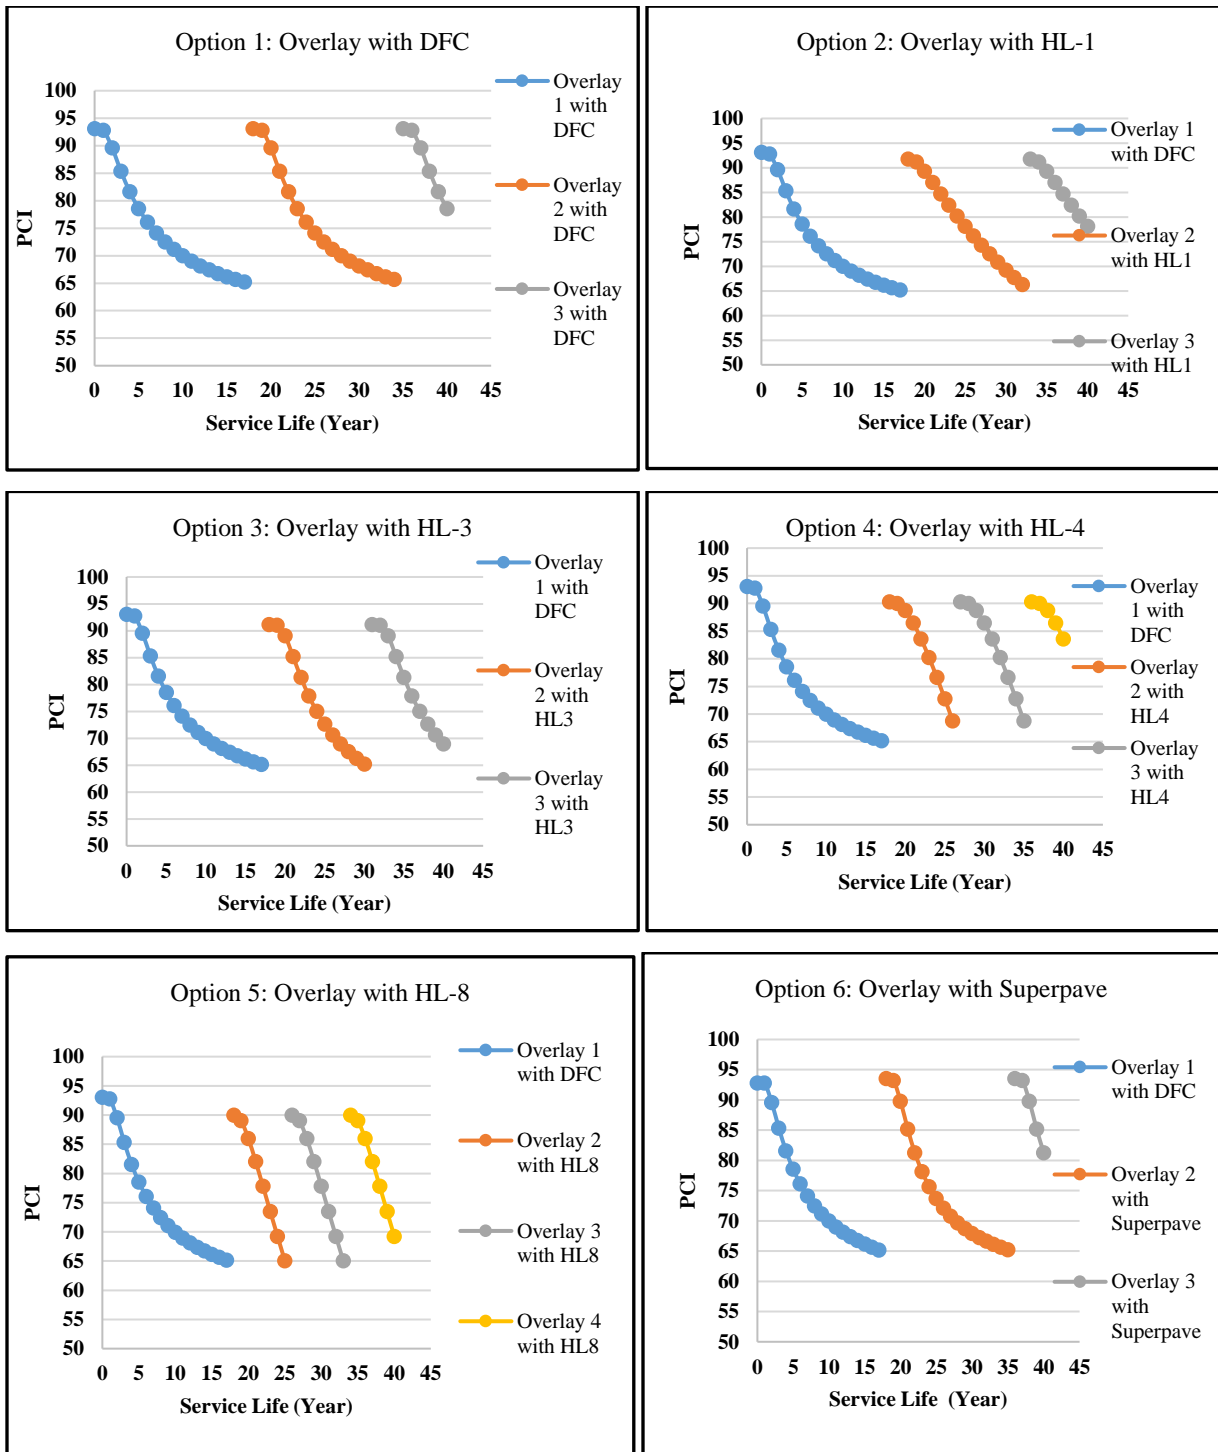 Option 1: Overlay with DFC
100
95
90
85
80
75
70
65
60
55
50
PCI
0 5 10 15 20 25 30 35 40 45
Service Life (Year)
Overlay
1 with
DFC
Overlay
2 with
DFC
Overlay
3 with
DFC
Option 2: Overlay with HL-1
100
95
90
85
80
75
70
65
60
55
50
PCI
0 5 10 15 20 25 30 35 40 45
Service Life (Year)
Overlay 1
with DFC
Overlay 2
with HL1
Overlay 3
with HL1
Option 3: Overlay with HL-3
100
95
90
85
80
75
70
65
60
55
50
PCI
0 5 10 15 20 25 30 35 40 45
Service Life (Year)
Overlay
1 with
DFC
Overlay
2 with
HL3
Overlay
3 with
HL3
Option 4: Overlay with HL-4
100
95
90
85
80
75
70
65
60
55
50
PCI
0 5 10 15 20 25 30 35 40 45
Service Life (Year)
Overlay
1 with
DFC
Overlay
2 with
HL4
Overlay
3 with
HL4
Option 5: Overlay with HL-8
100
95
90
85
80
75
70
65
60
55
50
PCI
0 5 10 15 20 25 30 35 40 45
Service Life (Year)
Overlay 1
with DFC
Overlay 2
with HL8
Overlay 3
with HL8
Overlay 4
with HL8
Option 6: Overlay with Superpave
100
95
90
85
80
75
70
65
60
55
50
PCI
0 5 10 15 20 25 30 35 40 45
Service Life (Year)
Overlay 1
with DFC
Overlay 2
with
Superpave
Overlay 3
with
Superpave